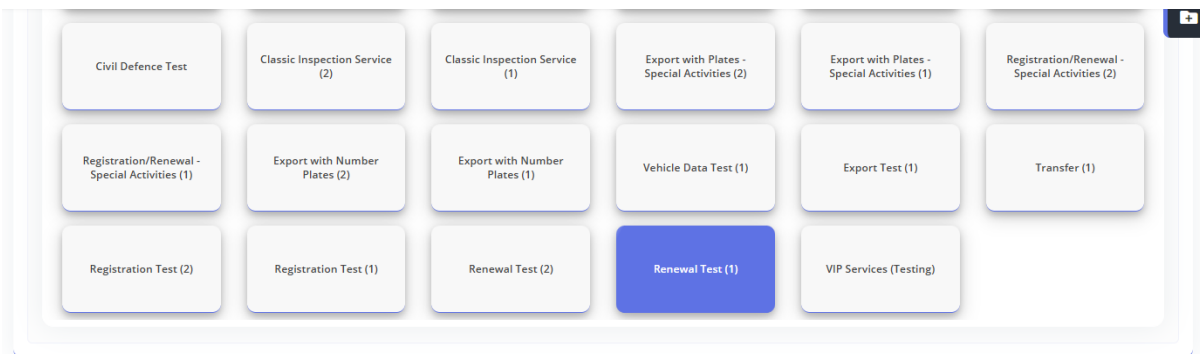 Civil Defence Test
Classic Inspection Service
(2)
Classic Inspection Service
(1)
Export with Plates -
Special Activities (2)
Export with Plates -
Special Activities (1)
Registration/Renewal -
Special Activities (2)
Registration/Renewal -
Special Activities (1)
Export with Number
Plates (2)
Export with Number
Plates (1)
Vehicle Data Test (1)
Export Test (1)
Transfer (1)
Registration Test (2)
Registration Test (1)
Renewal Test (2)
Renewal Test (1)
VIP Services (Testing)